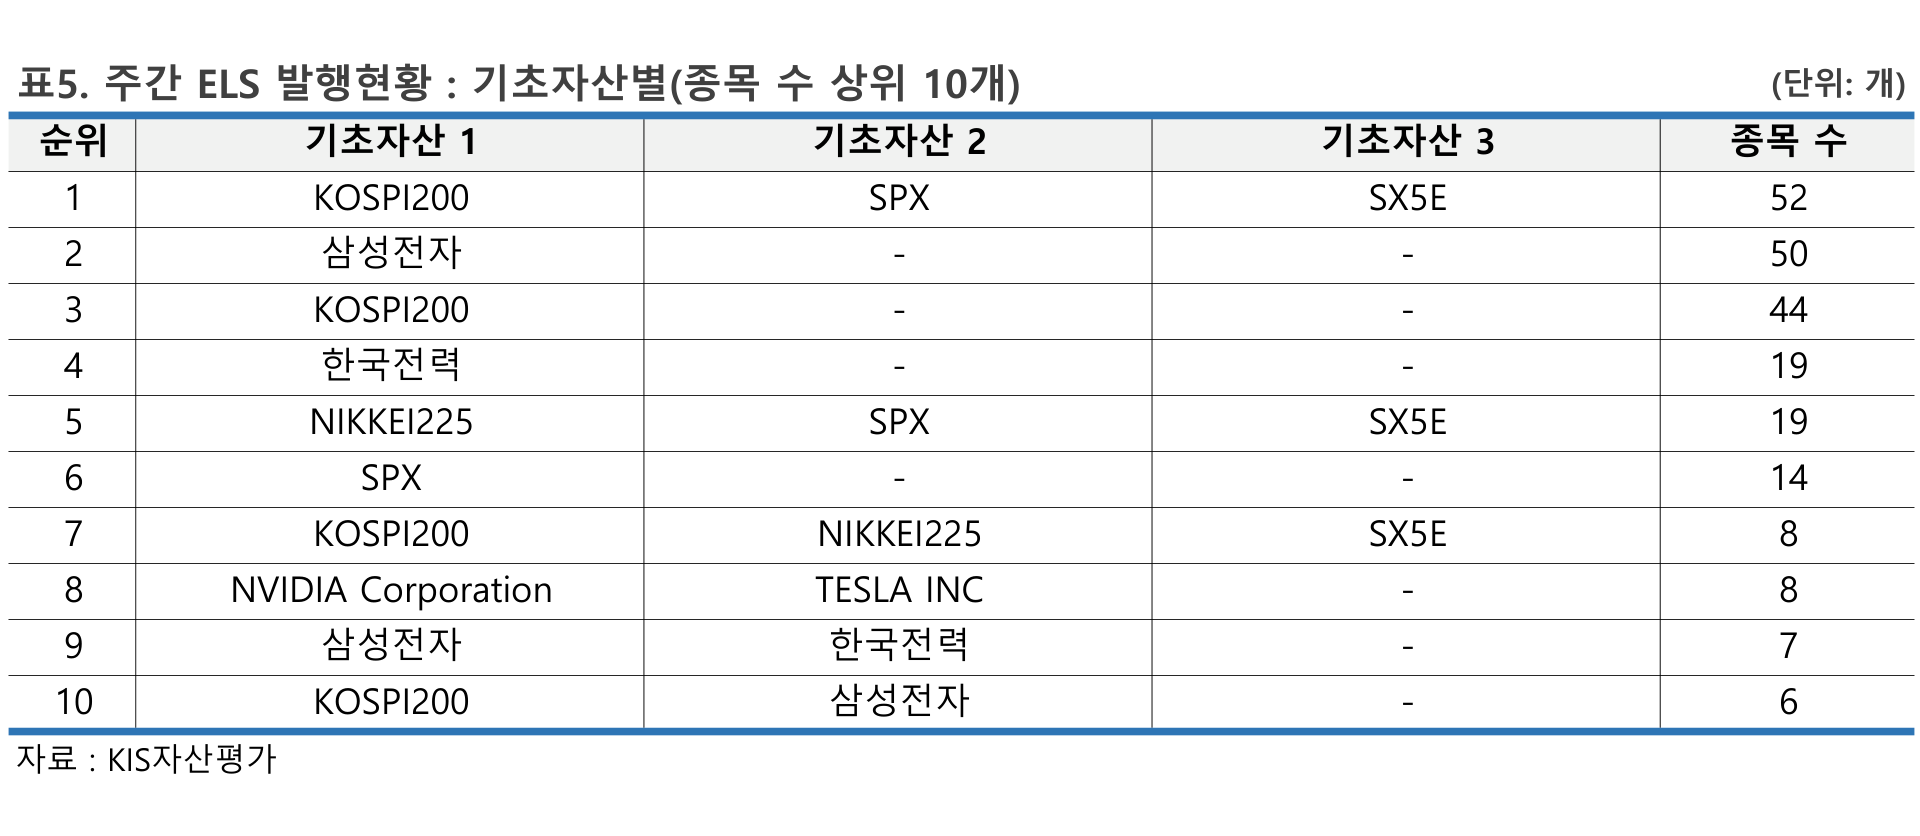 표5. 주간 ELS 발행현황 : 기초자산별(종목 수 상위 10개) (단위: 개)
순위 기초자산 1 기초자산 2 기초자산 3 종목 수
1 KOSPI200 SPX SX5E 52
2 삼성전자 - - 50
3 KOSPI200 - - 44
4 한국전력 - - 19
5 NIKKEI225 SPX SX5E 19
6 SPX - - 14
7 KOSPI200 NIKKEI225 SX5E 8
8 NVIDIA Corporation TESLA INC - 8
9 삼성전자 한국전력 - 7
10 KOSPI200 삼성전자 - 6
자료 : KIS자산평가